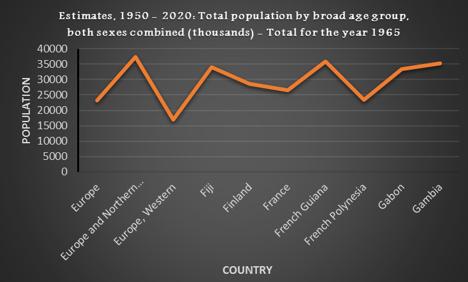 Estimates, 1950 - 2020: Total population by broad age group,
both sexes combined (thousands) - Total for the year 1965
40000
35000
30000
25000
20000
15000
10000
5000
0
POPULATION
Europe
Europe and Northern...
Europe, Western
Fiji
Finland
France
French Guiana
French Polynesia
Gabon
Gambia
COUNTRY